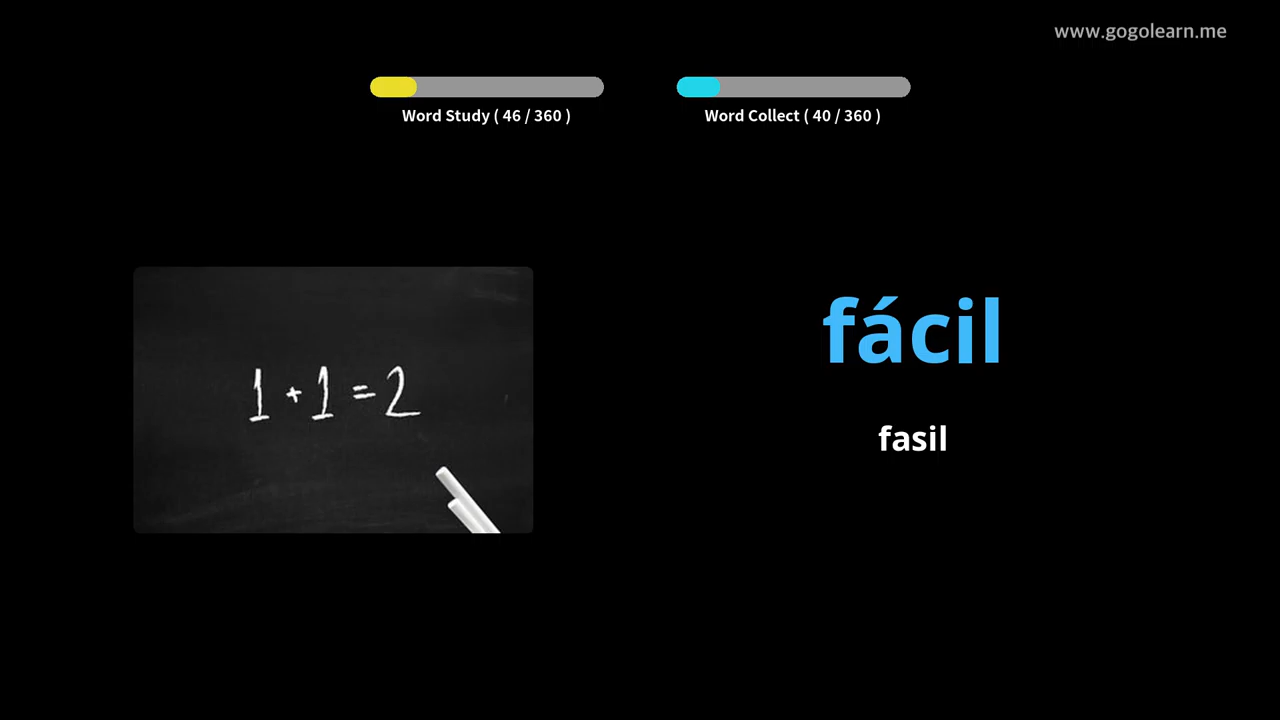 www.gogolearn.me
Word Study ( 46 / 360 )
Word Collect ( 40 / 360 )
1 + 1 = 2
fácil
fasil